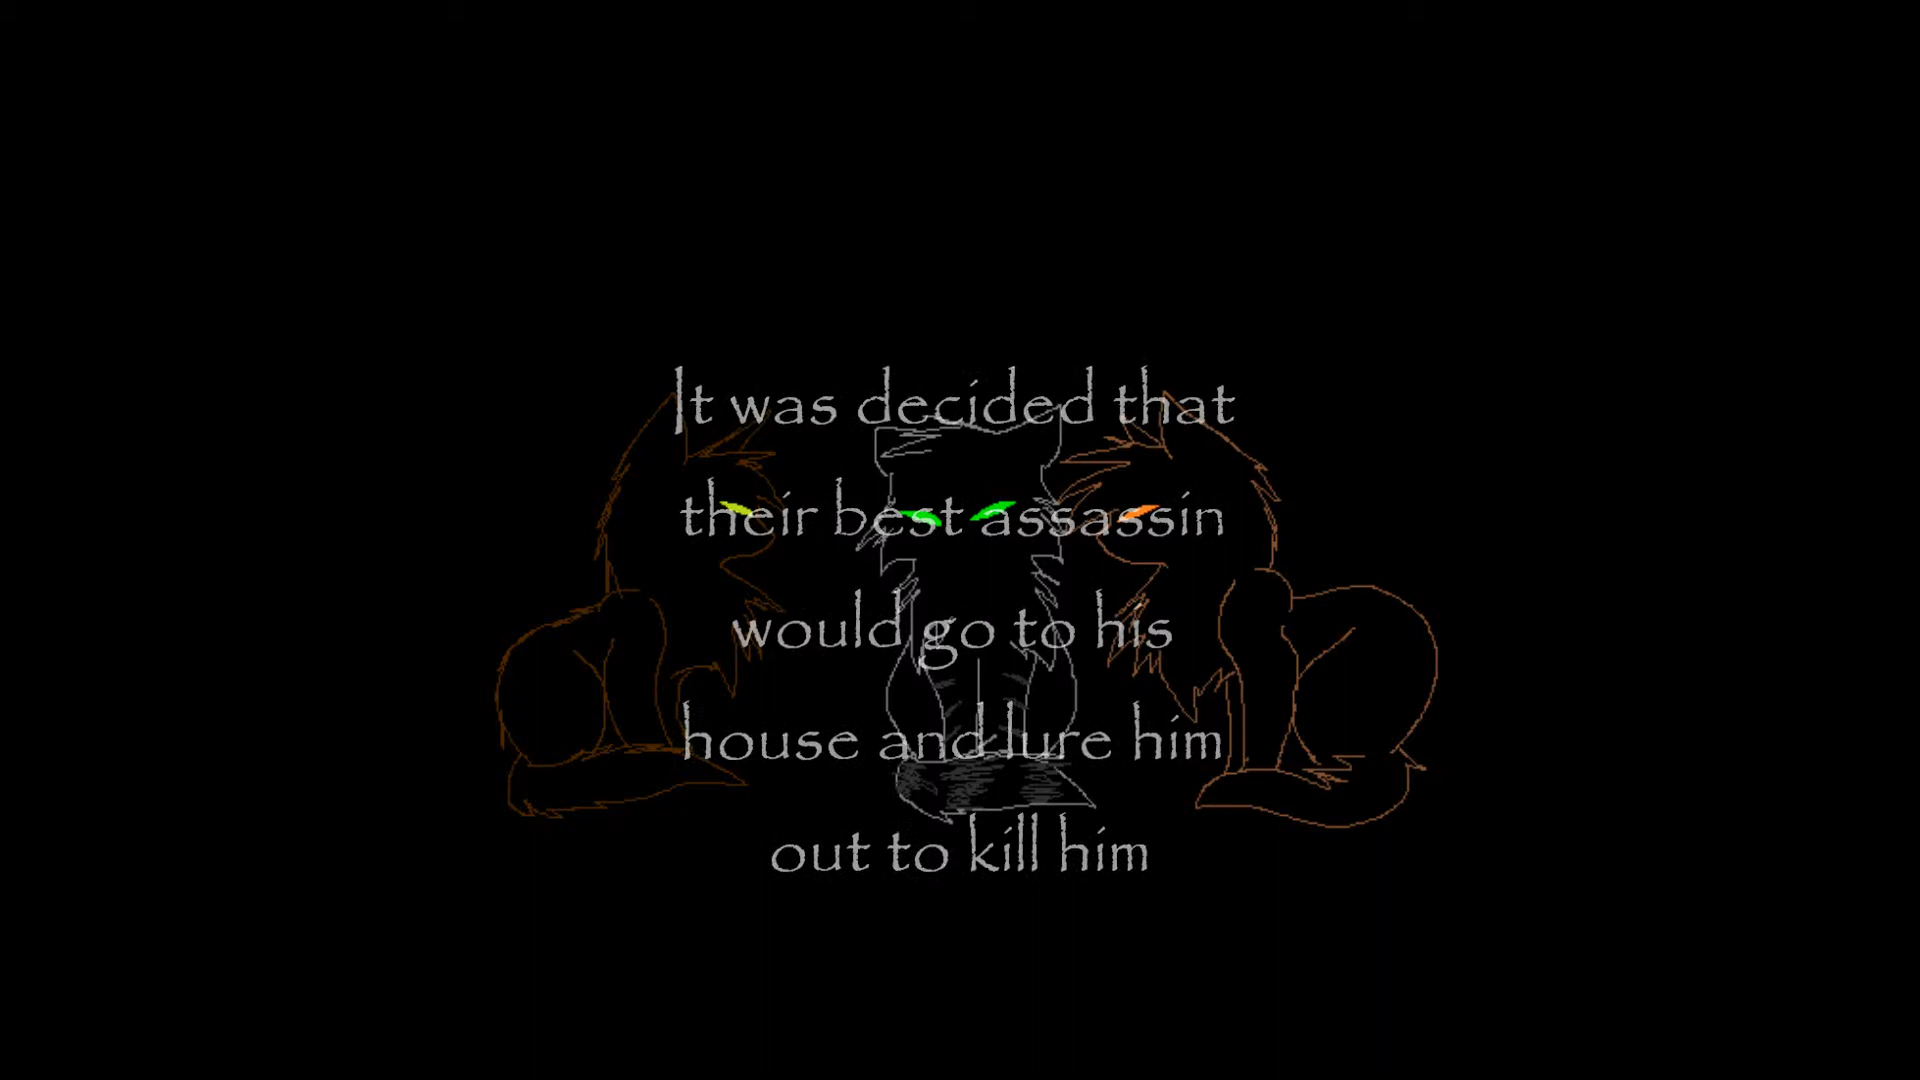 It was decided that
their best assassin
would go to his
house and lure him
out to kill him